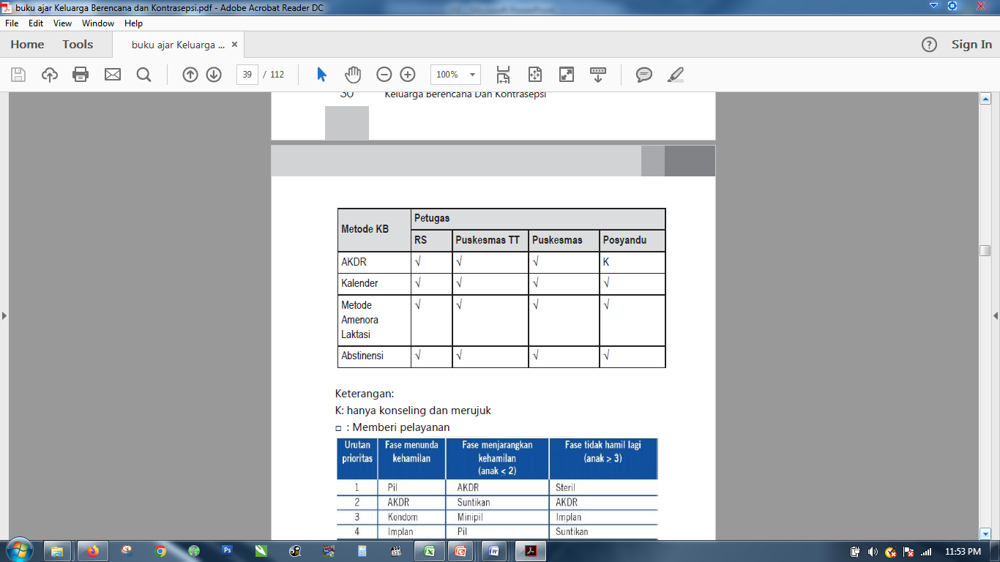 buku ajar Keluarga Berencana dan Kontrasepsi.pdf - Adobe Acrobat Reader DC
File Edit View Window Help
Home Tools buku ajar Keluarga ... × ? Sign In
39 / 112 100%
30 Keluarga Berencana Dan Kontrasepsi
Metode KB Petugas
RS Puskesmas TT Puskesmas Posyandu
AKDR √ √ √ K
Kalender √ √ √ √
Metode √ √ √ √
Amenora
Laktasi
Abstinensi √ √ √ √
Keterangan:
K: hanya konseling dan merujuk
□ : Memberi pelayanan
Urutan Fase menunda Fase menjarangkan Fase tidak hamil lagi
prioritas kehamilan kehamilan (anak ≥ 3)
(anak ≤ 2)
1 Pil AKDR Steril
2 AKDR Suntikan AKDR
3 Kondom Minipil Implan
4 Implan Pil Suntikan
11:53 PM